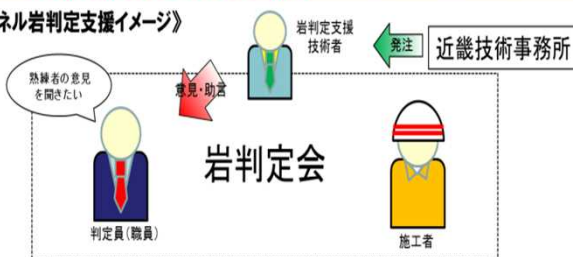 ネル岩判定支援イメージ》
岩判定支援
技術者
発注
近畿技術事務所
熟練者の意見
を聞きたい
意見・助言
岩判定会
判定員（職員）
施工者